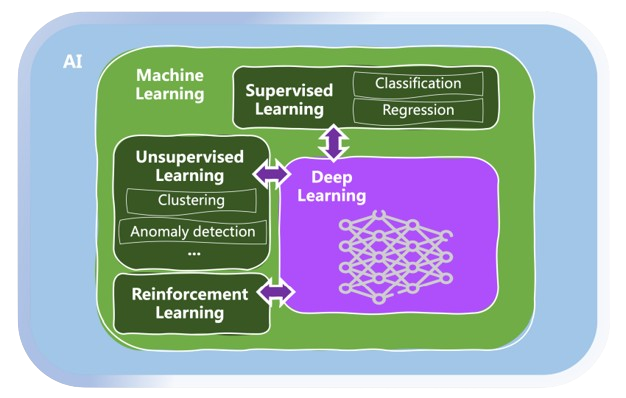 AI
Machine
Learning
Supervised
Learning
Classification
Regression
Unsupervised
Learning
Clustering
Anomaly detection
...
Deep
Learning
Reinforcement
Learning